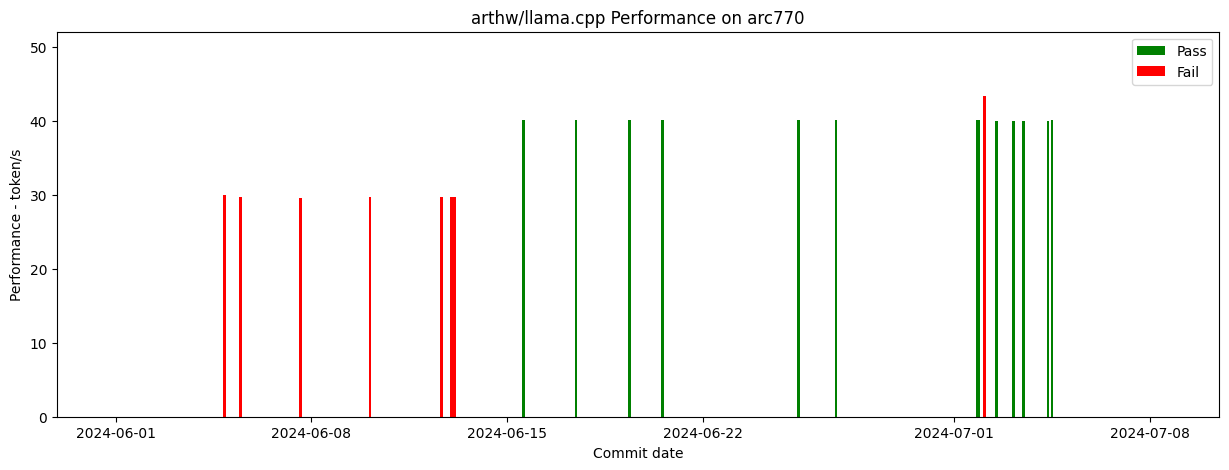 arthw/llama.cpp Performance on arc770
Performance - token/s
50
40
30
20
10
0
Pass
Fail
2024-06-01 2024-06-08 2024-06-15 2024-06-22 2024-07-01 2024-07-08
Commit date